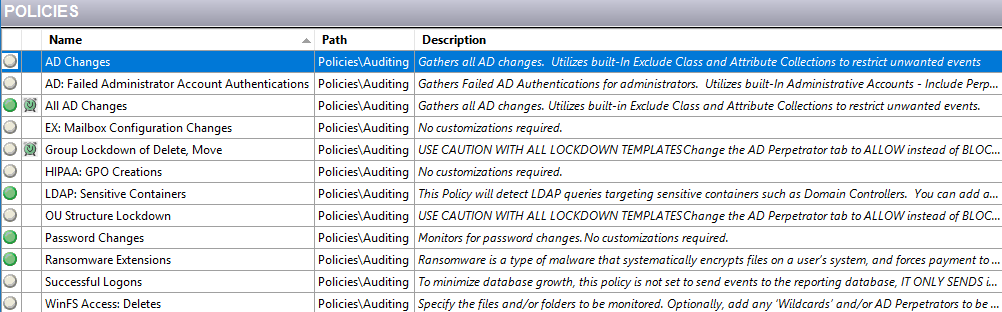 POLICIES
Name Path Description
AD Changes Policies\Auditing Gathers all AD changes. Utilizes built-In Exclude Class and Attribute Collections to restrict unwanted events
AD: Failed Administrator Account Authentications Policies\Auditing Gathers Failed AD Authentications for administrators. Utilizes built-in Administrative Accounts - Include Perp...
All AD Changes Policies\Auditing Gathers all AD changes. Utilizes built-in Exclude Class and Attribute Collections to restrict unwanted events.
EX: Mailbox Configuration Changes Policies\Auditing No customizations required.
Group Lockdown of Delete, Move Policies\Auditing USE CAUTION WITH ALL LOCKDOWN TEMPLATESChange the AD Perpetrator tab to ALLOW instead of BLOC...
HIPAA: GPO Creations Policies\Auditing No customizations required.
LDAP: Sensitive Containers Policies\Auditing This Policy will detect LDAP queries targeting sensitive containers such as Domain Controllers. You can add a...
OU Structure Lockdown Policies\Auditing USE CAUTION WITH ALL LOCKDOWN TEMPLATESChange the AD Perpetrator tab to ALLOW instead of BLOC...
Password Changes Policies\Auditing Monitors for password changes.No customizations required.
Ransomware Extensions Policies\Auditing Ransomware is a type of malware that systematically encrypts files on a user's system, and forces payment to ...
Successful Logons Policies\Auditing To minimize database growth, this policy is not set to send events to the reporting database, IT ONLY SENDS i...
WinFS Access: Deletes Policies\Auditing Specify the files and/or folders to be monitored. Optionally, add any 'Wildcards' and/or AD Perpetrators to be ...